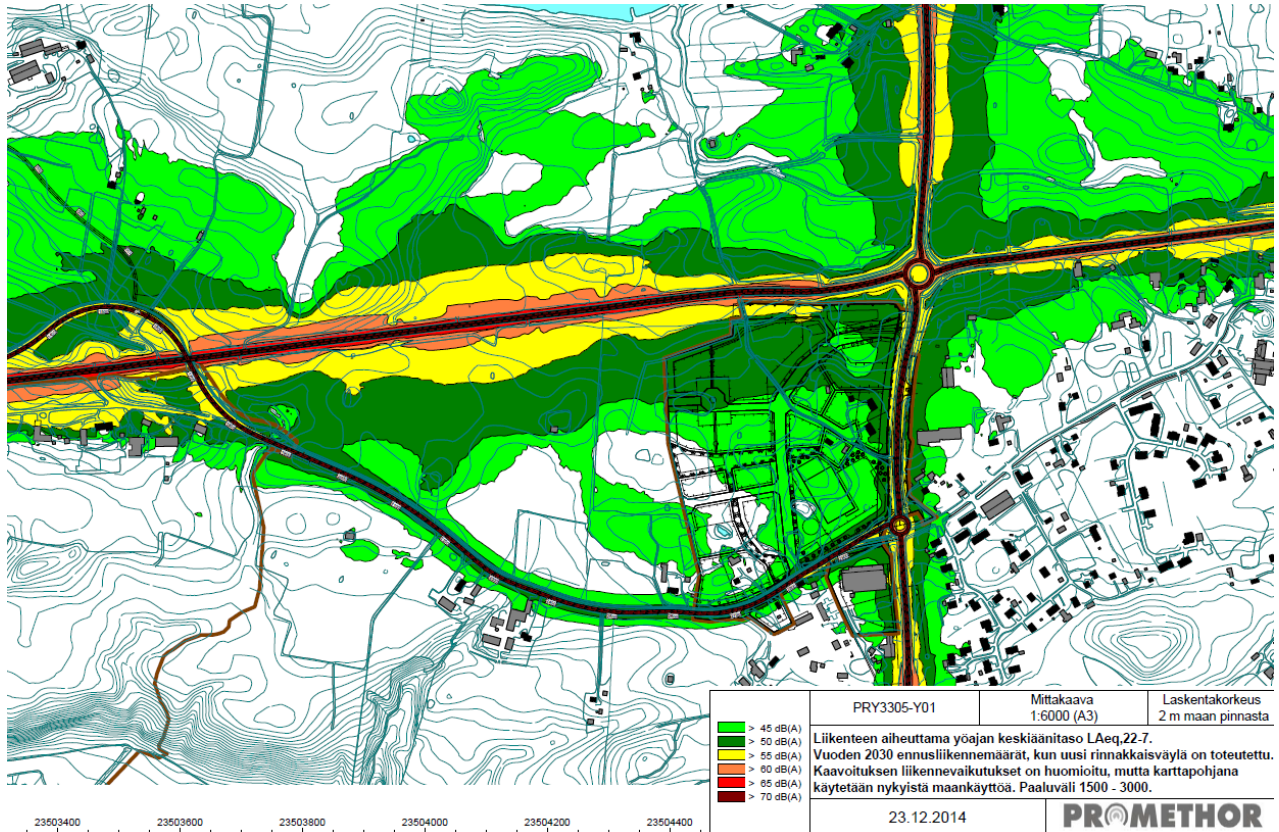 PRY3305-Y01
Mittakaava
1:6000 (A3)
Laskentakorkeus
2 m maan pinnasta
> 45 dB(A)
> 50 dB(A)
> 55 dB(A)
> 60 dB(A)
> 65 dB(A)
> 70 dB(A)
Liikenteen aiheuttama yöajan keskiäänitaso LAeq,22-7.
Vuoden 2030 ennusliikennemäärät, kun uusi rinnakkaisväylä on toteutettu.
Kaavoituksen liikennevaikutukset on huomioitu, mutta karttapohjana
käytetään nykyistä maankäyttöä. Paaluväli 1500 - 3000.
23.12.2014
PROMETHOR
23503400
23503600
23503800
23504000
23504200
23504400